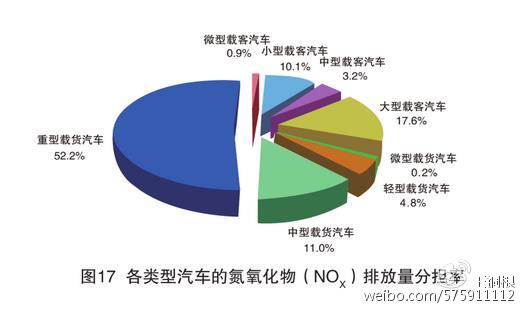 微型载客汽车
0.9%
小型载客汽车
10.1%
中型载客汽车
3.2%
大型载客汽车
17.6%
微型载货汽车
0.2%
轻型载货汽车
4.8%
中型载货汽车
11.0%
重型载货汽车
52.2%
图17 各类型汽车的氮氧化物（NOX）排放量分担率
weibo.com/575911112